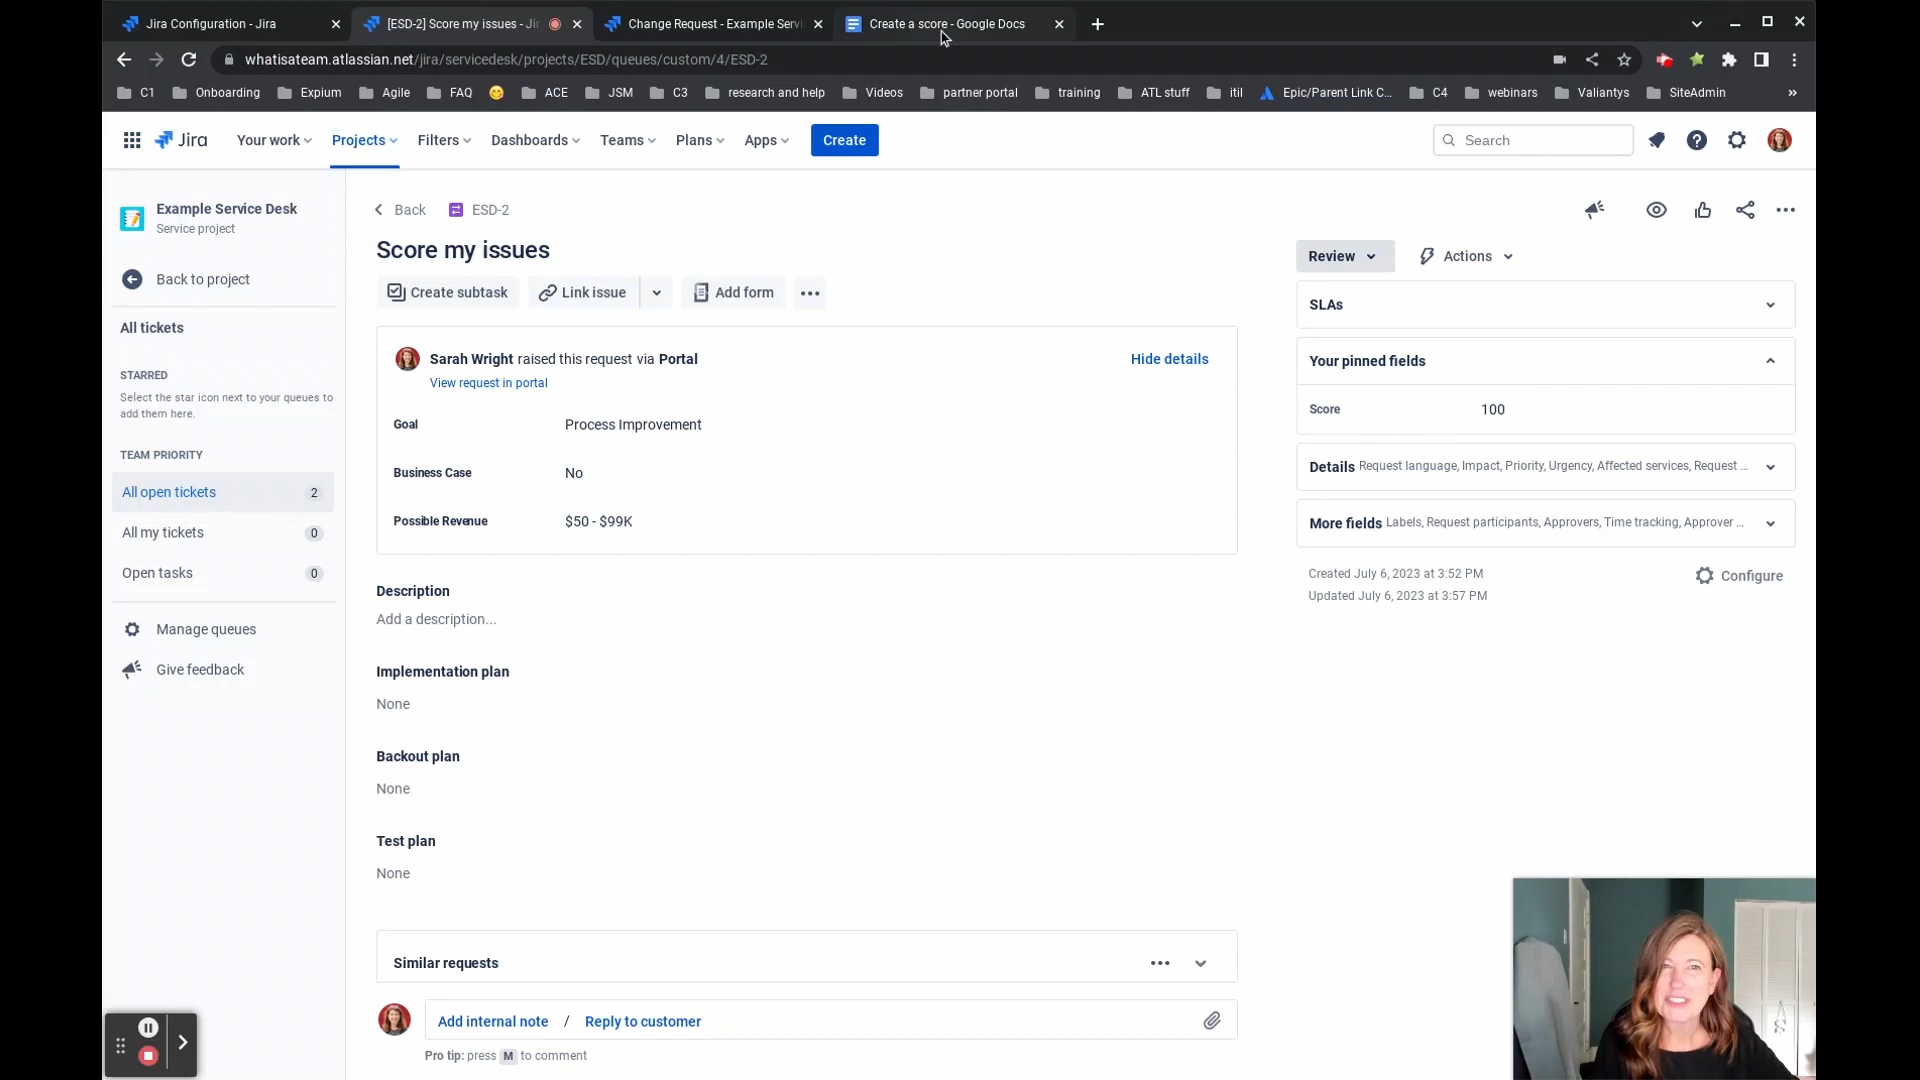 Jira Configuration - Jira
[ESD-2] Score my issues - Ji
Change Request - Example Servi
Create a score - Google Docs
whatisateam.atlassian.net/jira/servicedesk/projects/ESD/queues/custom/4/ESD-2
C1 Onboarding Expium Agile FAQ ACE JSM C3 research and help Videos partner portal training ATL stuff itil Epic/Parent Link C... C4 webinars Valiantys SiteAdmin »
Jira Your work Projects Filters Dashboards Teams Plans Apps Create Search
Example Service Desk
Service project
Back to project
All tickets
STARRED
Select the star icon next to your queues to
add them here.
TEAM PRIORITY
All open tickets 2
All my tickets 0
Open tasks 0
Manage queues
Give feedback
Back ESD-2
Score my issues
Create subtask Link issue Add form
Sarah Wright raised this request via Portal Hide details
View request in portal
Goal Process Improvement
Business Case No
Possible Revenue $50 - $99K
Description
Add a description...
Implementation plan
None
Backout plan
None
Test plan
None
Similar requests
Add internal note / Reply to customer
Pro tip: press M to comment
Review Actions
SLAs
Your pinned fields
Score 100
Details Request language, Impact, Priority, Urgency, Affected services, Request ...
More fields Labels, Request participants, Approvers, Time tracking, Approver ...
Created July 6, 2023 at 3:52 PM Configure
Updated July 6, 2023 at 3:57 PM